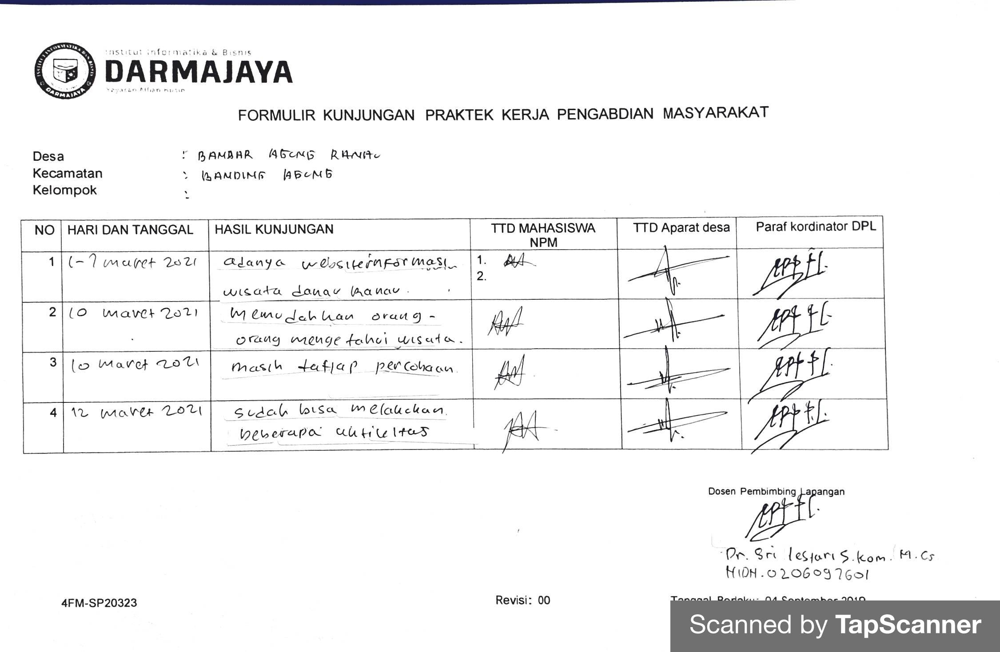 Institut Informatika & Bisnis
DARMAJAYA
Yayasan Alfian Husin
DARMAJAYA
FORMULIR KUNJUNGAN PRAKTEK KERJA PENGABDIAN MASYARAKAT
Desa : BAMBAR AGUNG RANAU
Kecamatan : BANDING AGUNG
Kelompok :
NO HARI DAN TANGGAL HASIL KUNJUNGAN TTD MAHASISWA TTD Aparat desa Paraf kordinator DPL
NPM
1 1-7 maret 2021 adanya website informasi 1.
2.
wisata danau Ranau.
2 10 maret 2021 memudahkan orang -
orang mengetahui wisata.
3 10 maret 2021 masih percobaan.
4 12 maret 2021 sudah bisa melakukan
beberapa
Dosen Pembimbing Lapangan
Dr. Sri lestari S.kom. M.Cs
NIDN.0206097601
4FM-SP20323 Revisi: 00 Tanggal Berlaku: 04 September 2019
Scanned by TapScanner